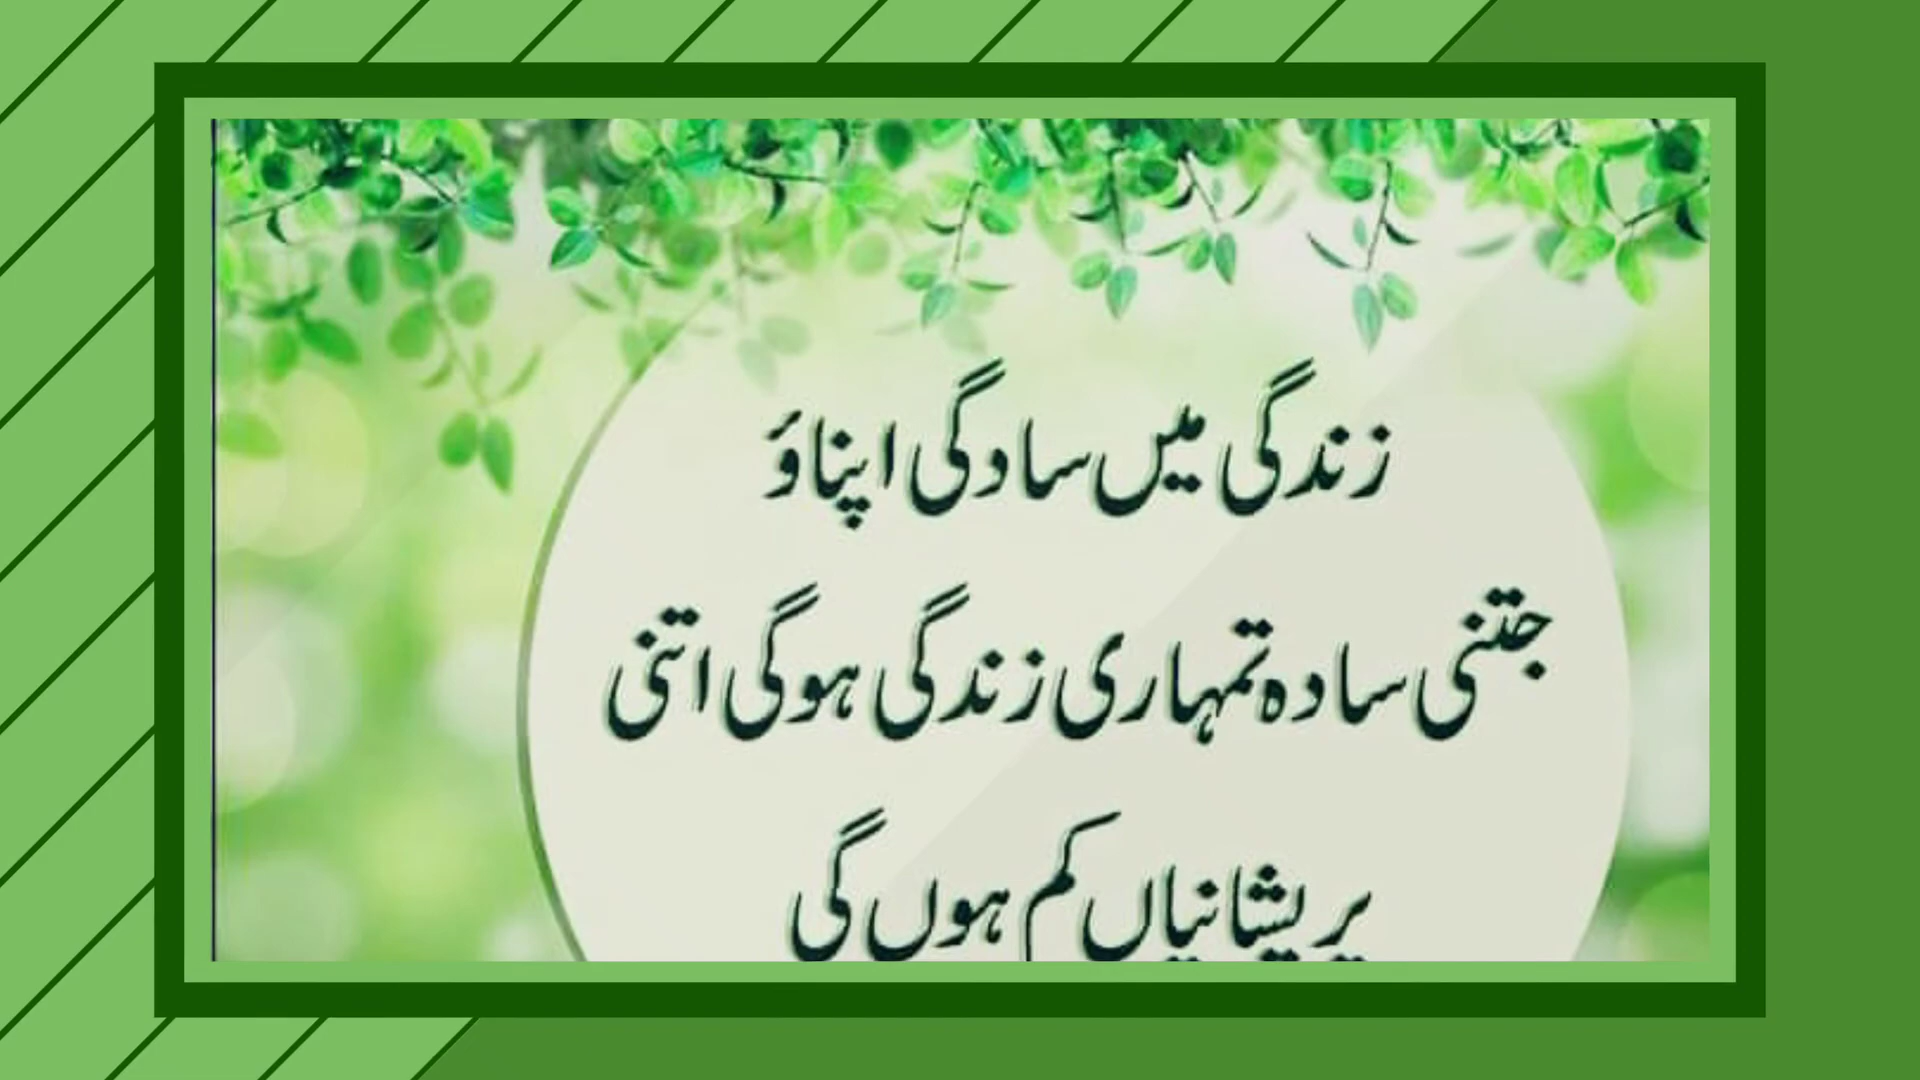 زندگی میں سادگی اپناؤ
جتنی سادہ تمہاری زندگی ہوگی اتنی
پریشانیاں کم ہوں گی